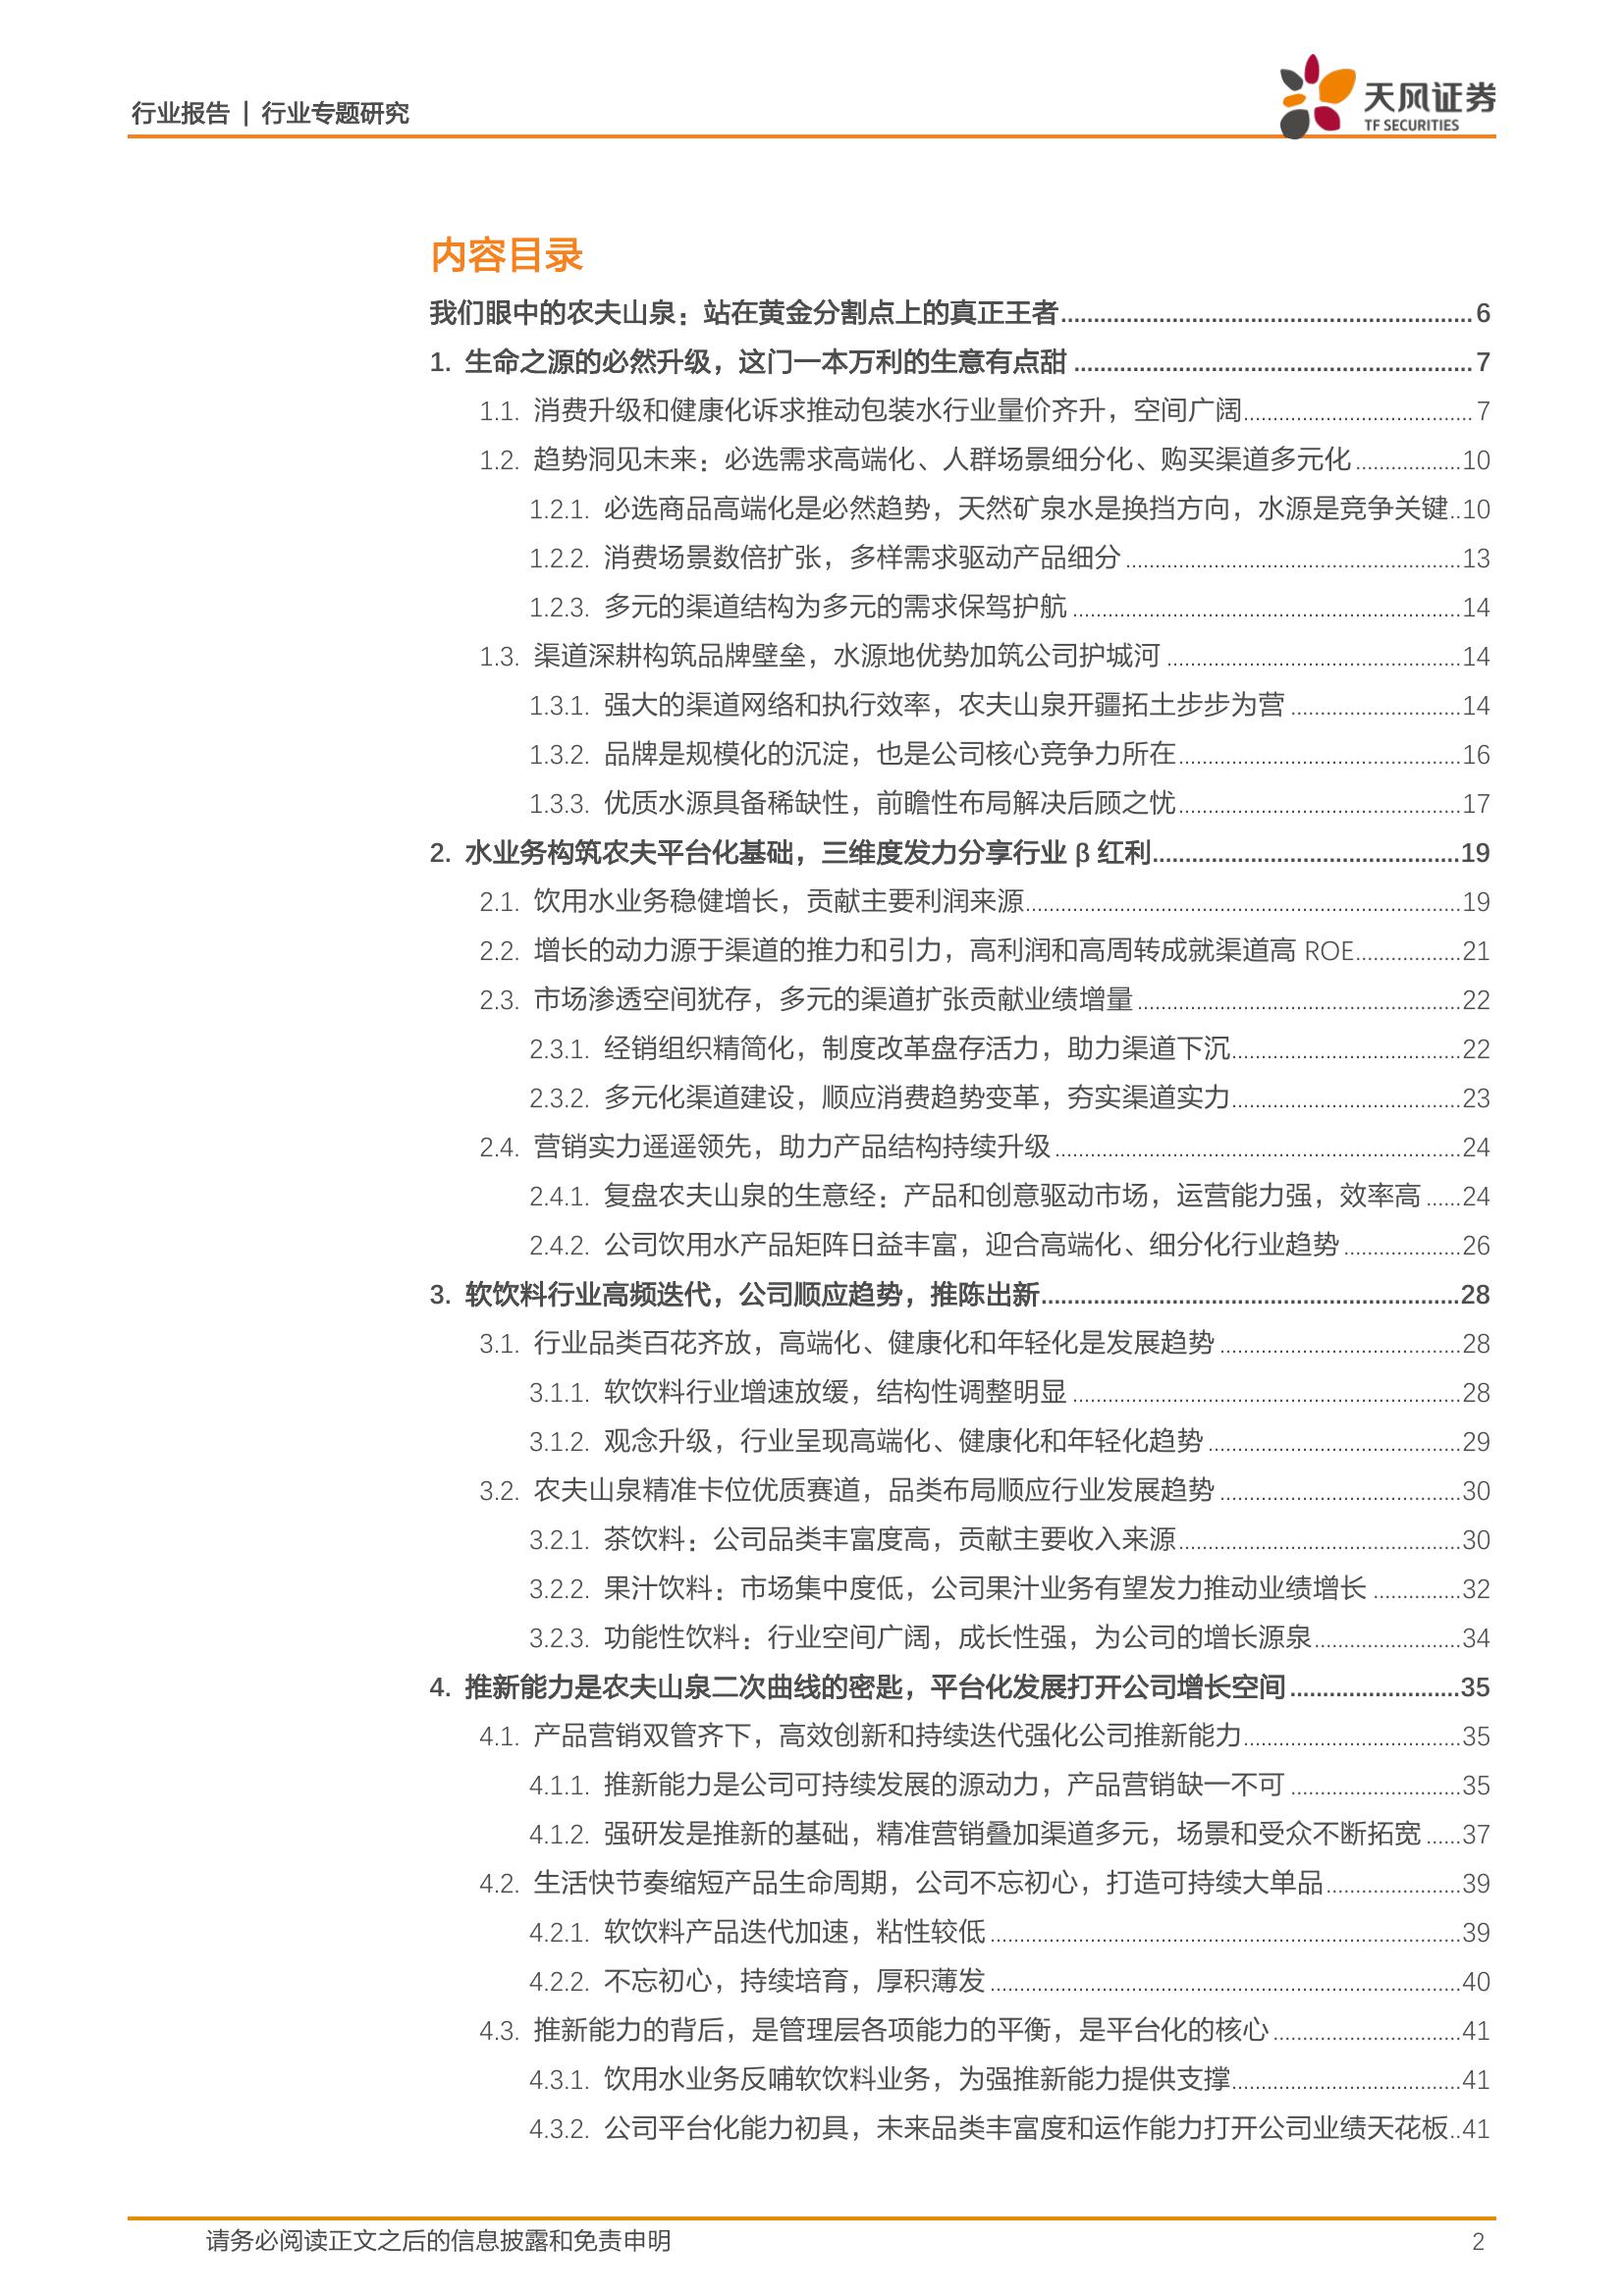 行业报告 | 行业专题研究
天风证券
TF SECURITIES
内容目录
我们眼中的农夫山泉：站在黄金分割点上的真正王者...............................................................6
1. 生命之源的必然升级，这门一本万利的生意有点甜 .............................................................7
1.1. 消费升级和健康化诉求推动包装水行业量价齐升，空间广阔.......................................7
1.2. 趋势洞见未来：必选需求高端化、人群场景细分化、购买渠道多元化..................10
1.2.1. 必选商品高端化是必然趋势，天然矿泉水是换挡方向，水源是竞争关键..10
1.2.2. 消费场景数倍扩张，多样需求驱动产品细分.........................................................13
1.2.3. 多元的渠道结构为多元的需求保驾护航..................................................................14
1.3. 渠道深耕构筑品牌壁垒，水源地优势加筑公司护城河..................................................14
1.3.1. 强大的渠道网络和执行效率，农夫山泉开疆拓土步步为营.............................14
1.3.2. 品牌是规模化的沉淀，也是公司核心竞争力所在................................................16
1.3.3. 优质水源具备稀缺性，前瞻性布局解决后顾之忧................................................17
2. 水业务构筑农夫平台化基础，三维度发力分享行业 β 红利...............................................19
2.1. 饮用水业务稳健增长，贡献主要利润来源..........................................................................19
2.2. 增长的动力源于渠道的推力和引力，高利润和高周转成就渠道高 ROE..................21
2.3. 市场渗透空间犹存，多元的渠道扩张贡献业绩增量.......................................................22
2.3.1. 经销组织精简化，制度改革盘存活力，助力渠道下沉.......................................22
2.3.2. 多元化渠道建设，顺应消费趋势变革，夯实渠道实力.......................................23
2.4. 营销实力遥遥领先，助力产品结构持续升级.....................................................................24
2.4.1. 复盘农夫山泉的生意经：产品和创意驱动市场，运营能力强，效率高......24
2.4.2. 公司饮用水产品矩阵日益丰富，迎合高端化、细分化行业趋势....................26
3. 软饮料行业高频迭代，公司顺应趋势，推陈出新................................................................28
3.1. 行业品类百花齐放，高端化、健康化和年轻化是发展趋势.........................................28
3.1.1. 软饮料行业增速放缓，结构性调整明显..................................................................28
3.1.2. 观念升级，行业呈现高端化、健康化和年轻化趋势...........................................29
3.2. 农夫山泉精准卡位优质赛道，品类布局顺应行业发展趋势.........................................30
3.2.1. 茶饮料：公司品类丰富度高，贡献主要收入来源................................................30
3.2.2. 果汁饮料：市场集中度低，公司果汁业务有望发力推动业绩增长...............32
3.2.3. 功能性饮料：行业空间广阔，成长性强，为公司的增长源泉.........................34
4. 推新能力是农夫山泉二次曲线的密匙，平台化发展打开公司增长空间..........................35
4.1. 产品营销双管齐下，高效创新和持续迭代强化公司推新能力.....................................35
4.1.1. 推新能力是公司可持续发展的源动力，产品营销缺一不可.............................35
4.1.2. 强研发是推新的基础，精准营销叠加渠道多元，场景和受众不断拓宽......37
4.2. 生活快节奏缩短产品生命周期，公司不忘初心，打造可持续大单品.......................39
4.2.1. 软饮料产品迭代加速，粘性较低................................................................................39
4.2.2. 不忘初心，持续培育，厚积薄发................................................................................40
4.3. 推新能力的背后，是管理层各项能力的平衡，是平台化的核心................................41
4.3.1. 饮用水业务反哺软饮料业务，为强推新能力提供支撑.......................................41
4.3.2. 公司平台化能力初具，未来品类丰富度和运作能力打开公司业绩天花板..41
请务必阅读正文之后的信息披露和免责申明
2